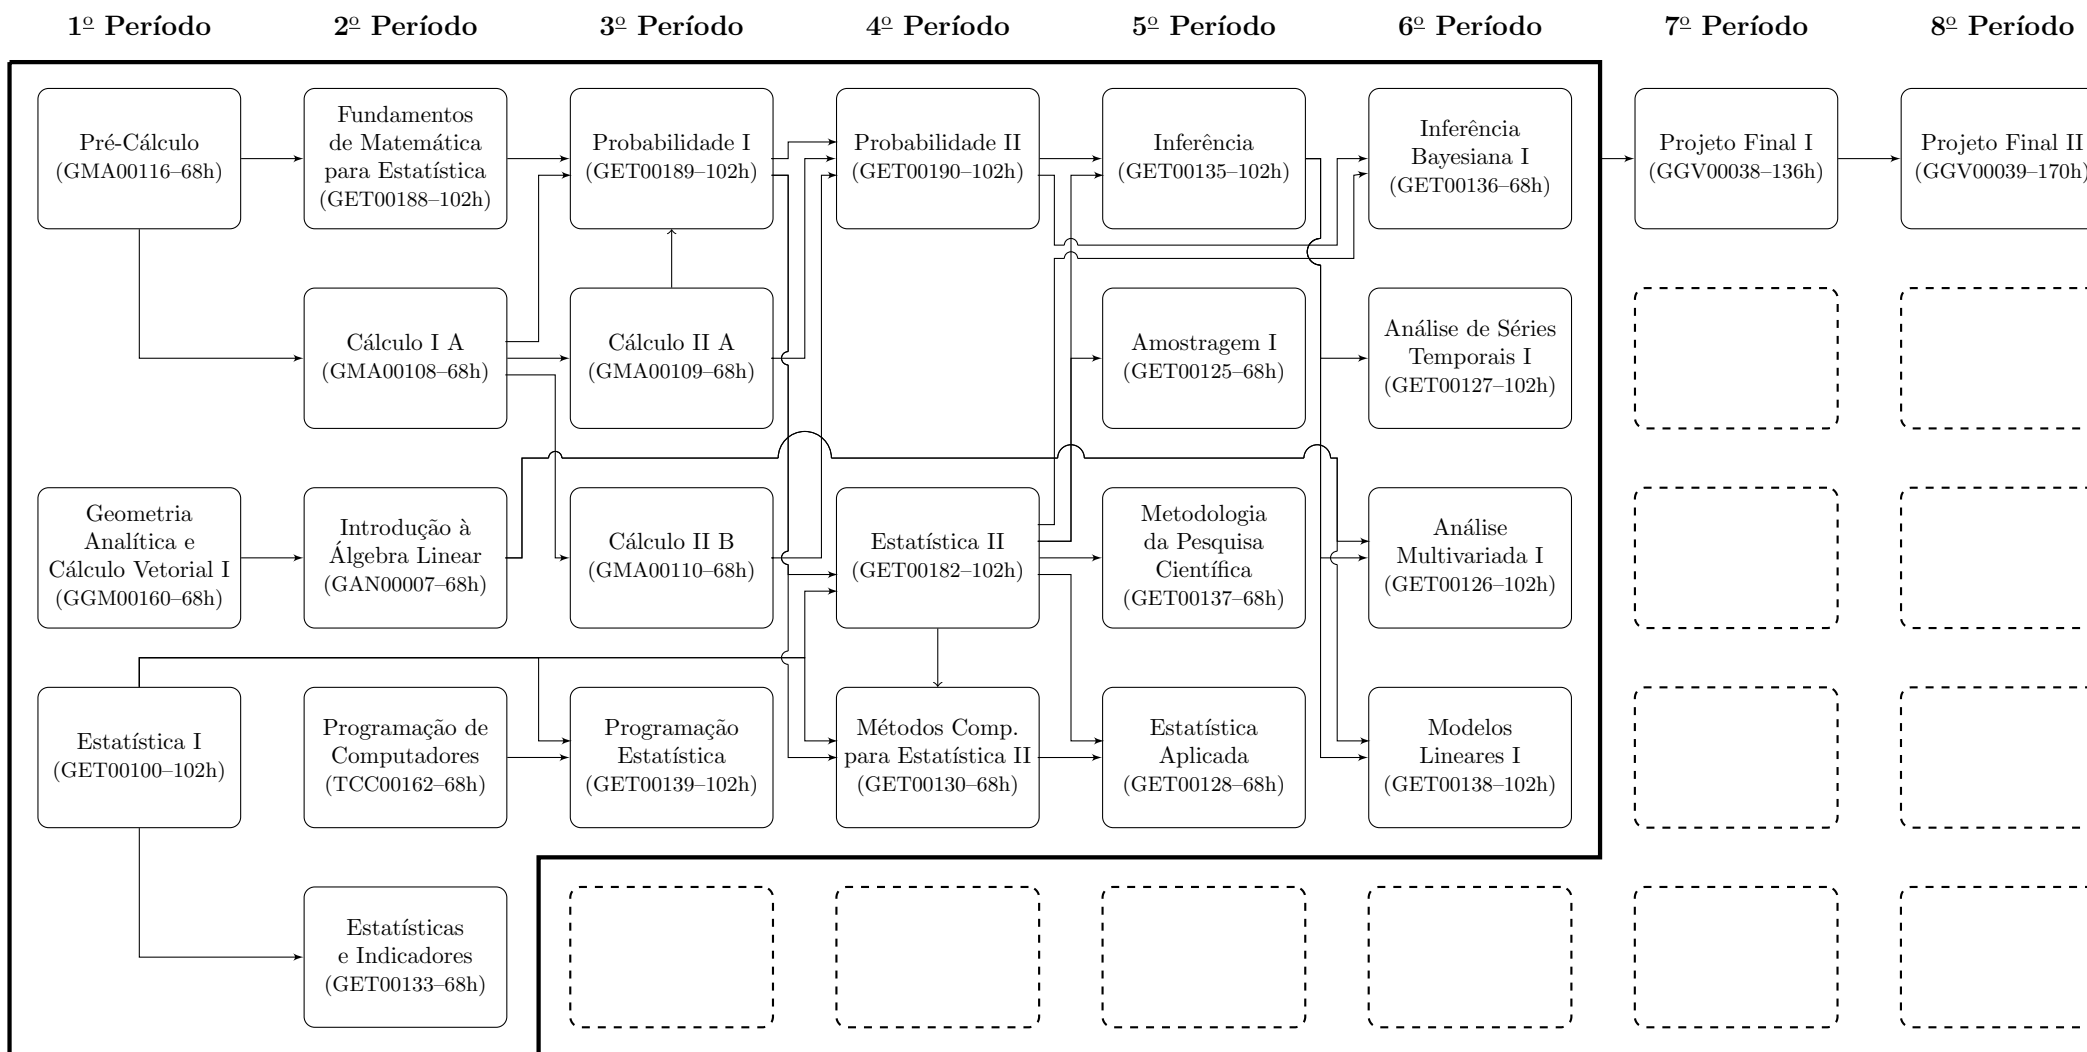 1º Período
2º Período
3º Período
4º Período
5º Período
6º Período
7º Período
8º Período
Pré-Cálculo
(GMA00116–68h)
Fundamentos
de Matemática
para Estatística
(GET00188–102h)
Probabilidade I
(GET00189–102h)
Probabilidade II
(GET00190–102h)
Inferência
(GET00135–102h)
Inferência
Bayesiana I
(GET00136–68h)
Projeto Final I
(GGV00038–136h)
Projeto Final II
(GGV00039–170h)
Cálculo I A
(GMA00108–68h)
Cálculo II A
(GMA00109–68h)
Amostragem I
(GET00125–68h)
Análise de Séries
Temporais I
(GET00127–102h)
Geometria
Analítica e
Cálculo Vetorial I
(GGM00160–68h)
Introdução à
Álgebra Linear
(GAN00007–68h)
Cálculo II B
(GMA00110–68h)
Estatística II
(GET00182–102h)
Metodologia
da Pesquisa
Científica
(GET00137–68h)
Análise
Multivariada I
(GET00126–102h)
Estatística I
(GET00100–102h)
Programação de
Computadores
(TCC00162–68h)
Programação
Estatística
(GET00139–102h)
Métodos Comp.
para Estatística II
(GET00130–68h)
Estatística
Aplicada
(GET00128–68h)
Modelos
Lineares I
(GET00138–102h)
Estatísticas
e Indicadores
(GET00133–68h)